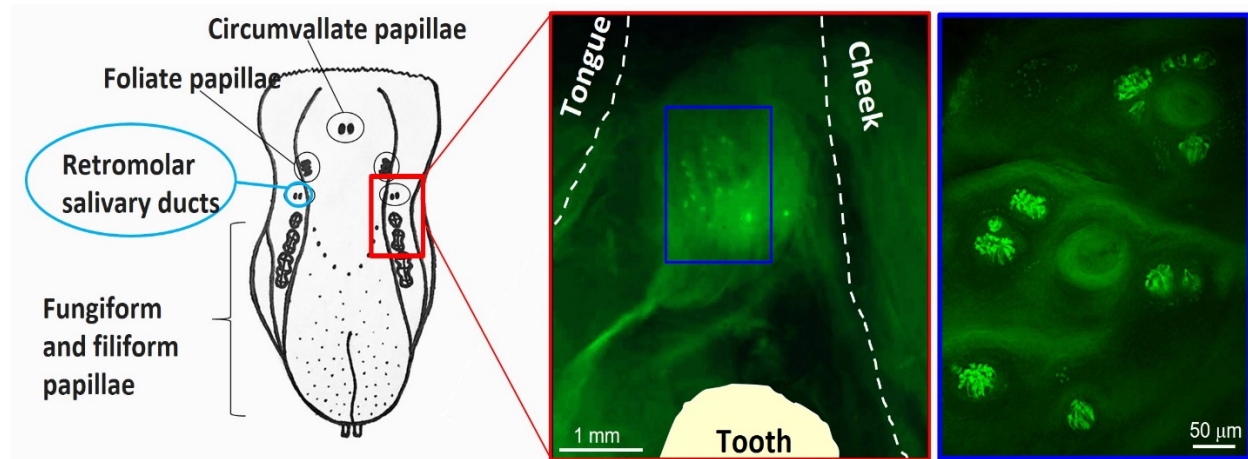 Circumvallate papillae
Foliate papillae
Retromolar
salivary ducts
Fungiform
and filiform
papillae
Tongue
Cheek
Tooth
1 mm
50 μm